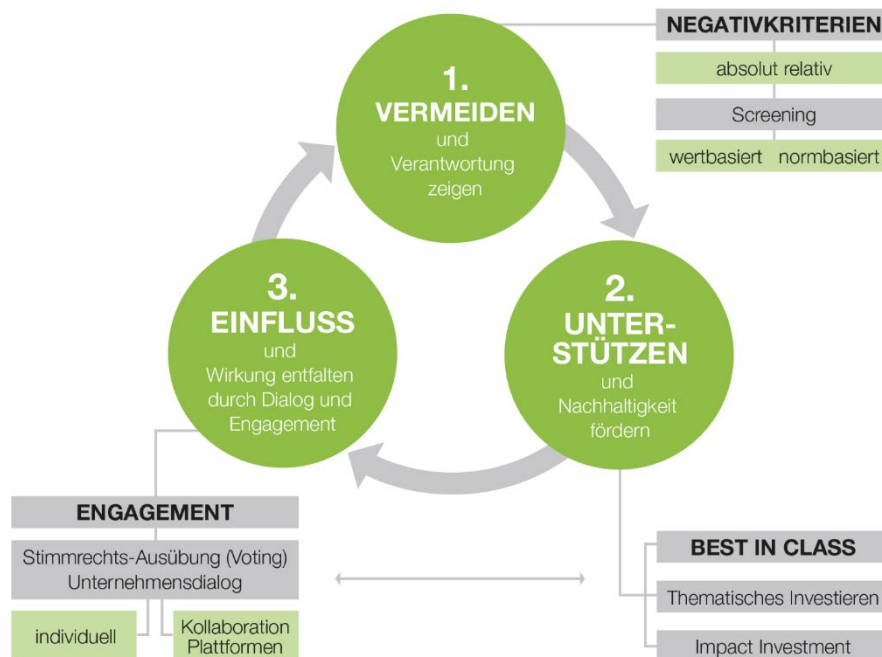 1.
VERMEIDEN
und
Verantwortung
zeigen
NEGATIVKRITERIEN
absolut relativ
Screening
wertbasiert normbasiert
2.
UNTER-
STÜTZEN
und
Nachhaltigkeit
fördern
BEST IN CLASS
Thematisches Investieren
Impact Investment
3.
EINFLUSS
und
Wirkung entfalten
durch Dialog und
Engagement
ENGAGEMENT
Stimmrechts-Ausübung (Voting)
Unternehmensdialog
individuell
Kollaboration
Plattformen